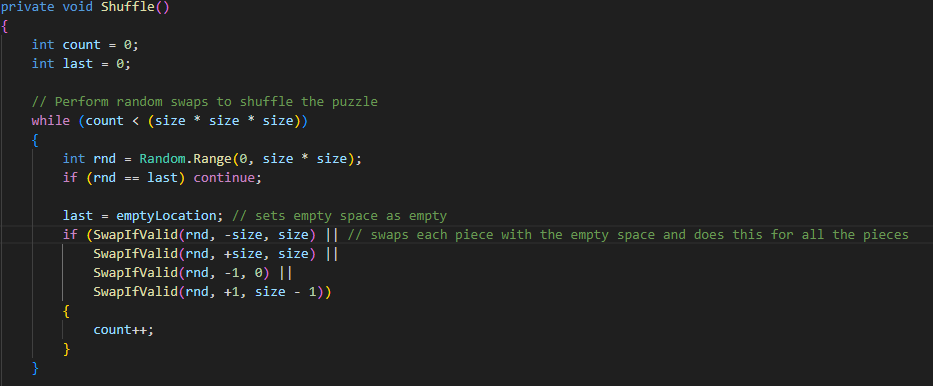 private void Shuffle()
{
    int count = 0;
    int last = 0;

    // Perform random swaps to shuffle the puzzle
    while (count < (size * size * size))
    {
        int rnd = Random.Range(0, size * size);
        if (rnd == last) continue;

        last = emptyLocation; // sets empty space as empty
        if (SwapIfValid(rnd, -size, size) || // swaps each piece with the empty space and does this for all the pieces
            SwapIfValid(rnd, +size, size) ||
            SwapIfValid(rnd, -1, 0) ||
            SwapIfValid(rnd, +1, size - 1))
        {
            count++;
        }
    }